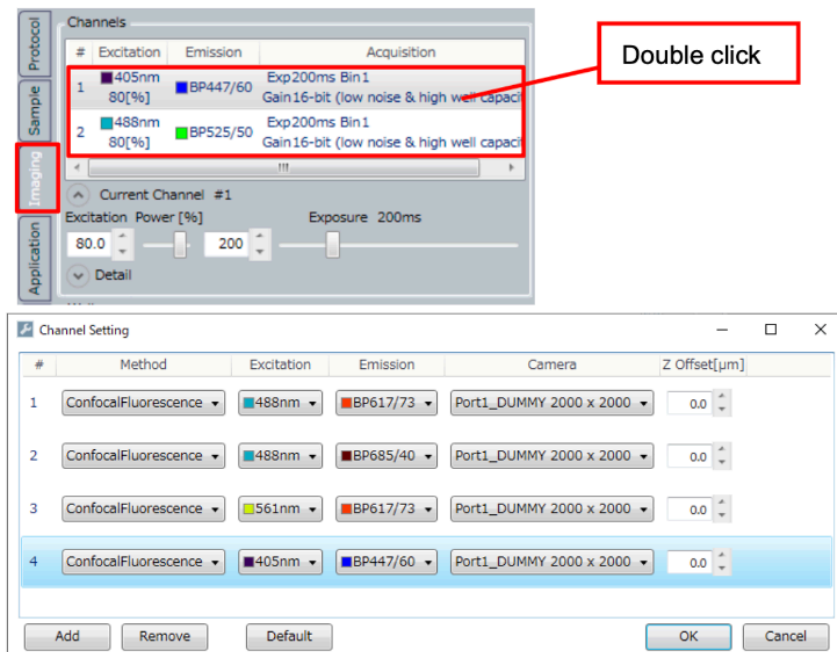 Protocol
Sample
Imaging
Application
Channels
# Excitation Emission Acquisition
1 405nm 80[%] BP447/60 Exp200ms Bin1
Gain16-bit (low noise & high well capacit
2 488nm 80[%] BP525/50 Exp200ms Bin1
Gain16-bit (low noise & high well capacit
Current Channel #1
Excitation Power [%] Exposure 200ms
80.0 200
Detail
Double click
Channel Setting
# Method Excitation Emission Camera Z Offset[µm]
1 ConfocalFluorescence 488nm BP617/73 Port1_DUMMY 2000 x 2000 0.0
2 ConfocalFluorescence 488nm BP685/40 Port1_DUMMY 2000 x 2000 0.0
3 ConfocalFluorescence 561nm BP617/73 Port1_DUMMY 2000 x 2000 0.0
4 ConfocalFluorescence 405nm BP447/60 Port1_DUMMY 2000 x 2000 0.0
Add Remove Default OK Cancel